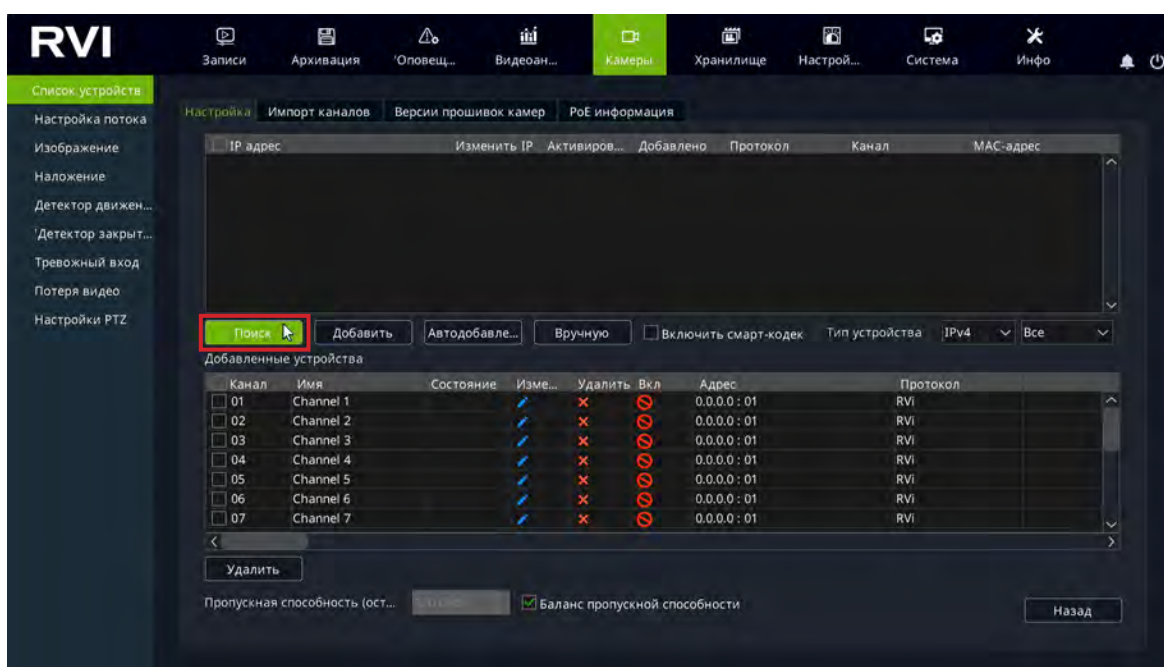 RVI
Записи Архивация 'Оповещ... Видеоан... Камеры Хранилище Настрой... Система Инфо
Список устройств
Настройка потока
Изображение
Наложение
Детектор движен...
'Детектор закрыт...
Тревожный вход
Потеря видео
Настройки PTZ
Настройка Импорт каналов Версии прошивок камер PoE информация
IP адрес Изменить IP Активиров... Добавлено Протокол Канал MAC-адрес
Поиск Добавить Автодобавле... Вручную Включить смарт-кодек Тип устройства IPv4 Все
Добавленные устройства
Канал Имя Состояние Изме... Удалить Вкл Адрес Протокол
01 Channel 1 0.0.0.0 : 01 RVi
02 Channel 2 0.0.0.0 : 01 RVi
03 Channel 3 0.0.0.0 : 01 RVi
04 Channel 4 0.0.0.0 : 01 RVi
05 Channel 5 0.0.0.0 : 01 RVi
06 Channel 6 0.0.0.0 : 01 RVi
07 Channel 7 0.0.0.0 : 01 RVi
Удалить
Пропускная способность (ост... Баланс пропускной способности
Назад